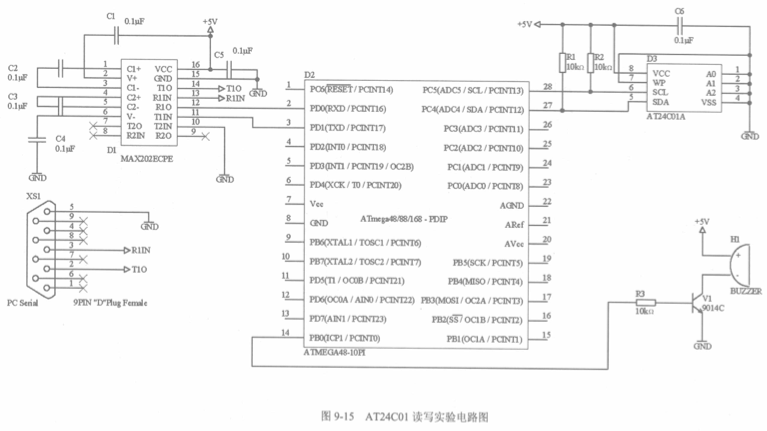 C1
0.1μF
+5V
C5
0.1μF
C2
0.1μF
C3
0.1μF
C4
0.1μF
GND
1 C1+ VCC 16
2 V+ GND 15
3 C1- T1O 14
4 C2+ R1IN 13
5 C2- R1O 12
6 V- T1IN 11
7 T2O T2IN 10
8 R2IN R2O 9
D1
MAX202ECPE
T1O
R1IN
GND
GND
XS1
5
9
4
8
3
7
2
6
1
GND
R1IN
T1O
PC Serial
9PIN "D"Plug Female
D2
1 PC6(RESET / PCINT14)
2 PD0(RXD / PCINT16)
3 PD1(TXD / PCINT17)
4 PD2(INT0 / PCINT18)
5 PD3(INT1 / PCINT19 / OC2B)
6 PD4(XCK / T0 / PCINT20)
7 Vcc
8 GND
9 PB6(XTAL1 / TOSC1 / PCINT6)
10 PB7(XTAL2 / TOSC2 / PCINT7)
11 PD5(T1 / OC0B / PCINT21)
12 PD6(OC0A / AIN0 / PCINT22)
13 PD7(AIN1 / PCINT23)
14 PB0(ICP1 / PCINT0)
ATmega48/88/168 - PDIP
PC5(ADC5 / SCL / PCINT13) 28
PC4(ADC4 / SDA / PCINT12) 27
PC3(ADC3 / PCINT11) 26
PC2(ADC2 / PCINT10) 25
PC1(ADC1 / PCINT9) 24
PC0(ADC0 / PCINT8) 23
AGND 22
ARef 21
AVcc 20
PB5(SCK / PCINT5) 19
PB4(MISO / PCINT4) 18
PB3(MOSI / OC2A / PCINT3) 17
PB2(SS / OC1B / PCINT2) 16
PB1(OC1A / PCINT1) 15
ATMEGA48-10PI
+5V
C6
0.1μF
R1
10kΩ
R2
10kΩ
D3
8 VCC A0 1
7 WP A1 2
6 SCL A2 3
5 SDA VSS 4
AT24C01A
GND
+5V
H1
+
-
BUZZER
R3
10kΩ
V1
9014C
GND
图 9-15 AT24C01 读写实验电路图